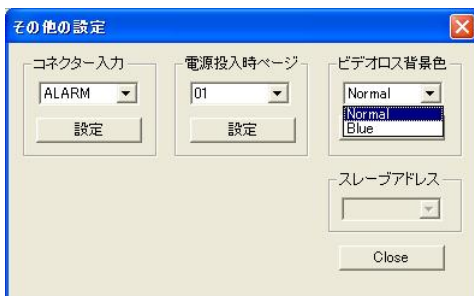 その他の設定
コネクター入力
ALARM
設定
電源投入時ページ
01
設定
ビデオロス背景色
Normal
Normal
Blue
スレーブアドレス
Close